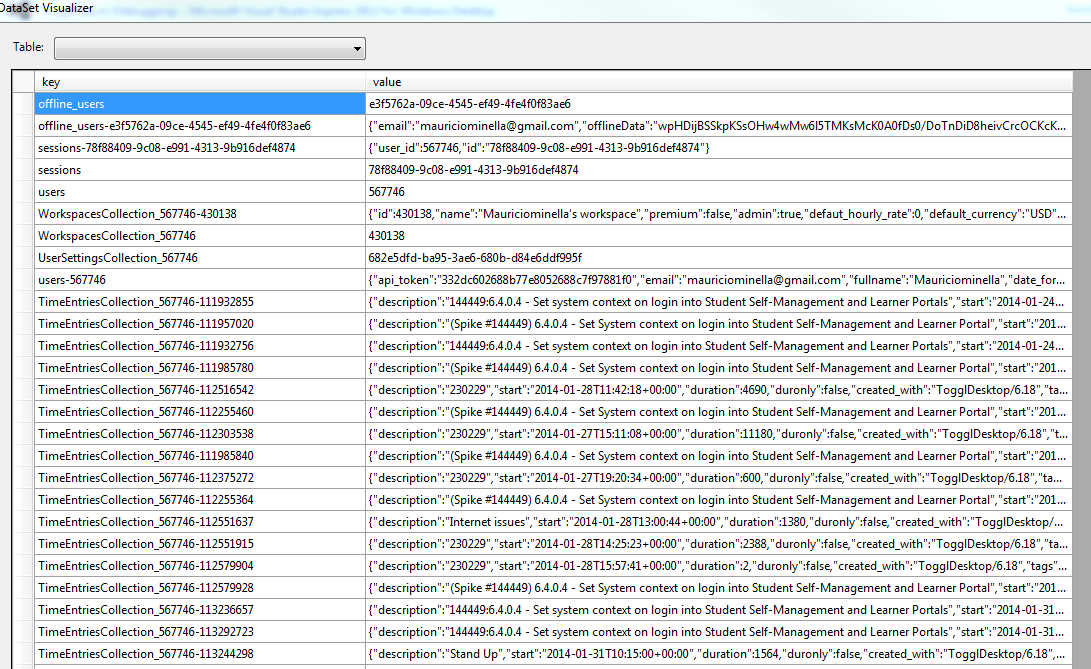 DataSet Visualizer
Table:
key value
offline_users e3f5762a-09ce-4545-ef49-4fe4f0f83ae6
offline_users-e3f5762a-09ce-4545-ef49-4fe4f0f83ae6 {"email":"mauriciominella@gmail.com","offlineData":"wpHDijBSSkpKSsOHw4wMw6I5TMKsMcK0A0fDs0/DoTnDiD8heivCrcOCKcK...
sessions-78f88409-9c08-e991-4313-9b916def4874 {"user_id":567746,"id":"78f88409-9c08-e991-4313-9b916def4874"}
sessions 78f88409-9c08-e991-4313-9b916def4874
users 567746
WorkspacesCollection_567746-430138 {"id":430138,"name":"Mauriciominella's workspace","premium":false,"admin":true,"defaut_hourly_rate":0,"default_currency":"USD"...
WorkspacesCollection_567746 430138
UserSettingsCollection_567746 682e5dfd-ba95-3ae6-680b-d84e6ddf995f
users-567746 {"api_token":"332dc602688b77e8052688c7f97881f0","email":"mauriciominella@gmail.com","fullname":"Mauriciominella","date_for...
TimeEntriesCollection_567746-111932855 {"description":"144449:6.4.0.4 - Set system context on login into Student Self-Management and Learner Portals","start":"2014-01-24...
TimeEntriesCollection_567746-111957020 {"description":"(Spike #144449) 6.4.0.4 - Set System context on login into Student Self-Management and Learner Portal","start":"201...
TimeEntriesCollection_567746-111932756 {"description":"144449:6.4.0.4 - Set system context on login into Student Self-Management and Learner Portals","start":"2014-01-24...
TimeEntriesCollection_567746-111985780 {"description":"(Spike #144449) 6.4.0.4 - Set System context on login into Student Self-Management and Learner Portal","start":"201...
TimeEntriesCollection_567746-112516542 {"description":"230229","start":"2014-01-28T11:42:18+00:00","duration":4690,"duronly":false,"created_with":"TogglDesktop/6.18","ta...
TimeEntriesCollection_567746-112255460 {"description":"(Spike #144449) 6.4.0.4 - Set System context on login into Student Self-Management and Learner Portal","start":"201...
TimeEntriesCollection_567746-112303538 {"description":"230229","start":"2014-01-27T15:11:08+00:00","duration":11180,"duronly":false,"created_with":"TogglDesktop/6.18","t...
TimeEntriesCollection_567746-111985840 {"description":"(Spike #144449) 6.4.0.4 - Set System context on login into Student Self-Management and Learner Portal","start":"201...
TimeEntriesCollection_567746-112375272 {"description":"230229","start":"2014-01-27T19:20:34+00:00","duration":600,"duronly":false,"created_with":"TogglDesktop/6.18","ta...
TimeEntriesCollection_567746-112255364 {"description":"(Spike #144449) 6.4.0.4 - Set System context on login into Student Self-Management and Learner Portal","start":"201...
TimeEntriesCollection_567746-112551637 {"description":"Internet issues","start":"2014-01-28T13:00:44+00:00","duration":1380,"duronly":false,"created_with":"TogglDesktop/...
TimeEntriesCollection_567746-112551915 {"description":"230229","start":"2014-01-28T14:25:23+00:00","duration":2388,"duronly":false,"created_with":"TogglDesktop/6.18","ta...
TimeEntriesCollection_567746-112579904 {"description":"230229","start":"2014-01-28T15:57:41+00:00","duration":2,"duronly":false,"created_with":"TogglDesktop/6.18","tags"...
TimeEntriesCollection_567746-112579928 {"description":"(Spike #144449) 6.4.0.4 - Set System context on login into Student Self-Management and Learner Portal","start":"201...
TimeEntriesCollection_567746-113236657 {"description":"144449:6.4.0.4 - Set system context on login into Student Self-Management and Learner Portals","start":"2014-01-31...
TimeEntriesCollection_567746-113292723 {"description":"144449:6.4.0.4 - Set system context on login into Student Self-Management and Learner Portals","start":"2014-01-31...
TimeEntriesCollection_567746-113244298 {"description":"Stand Up","start":"2014-01-31T10:15:00+00:00","duration":1564,"duronly":false,"created_with":"TogglDesktop/6.18",...